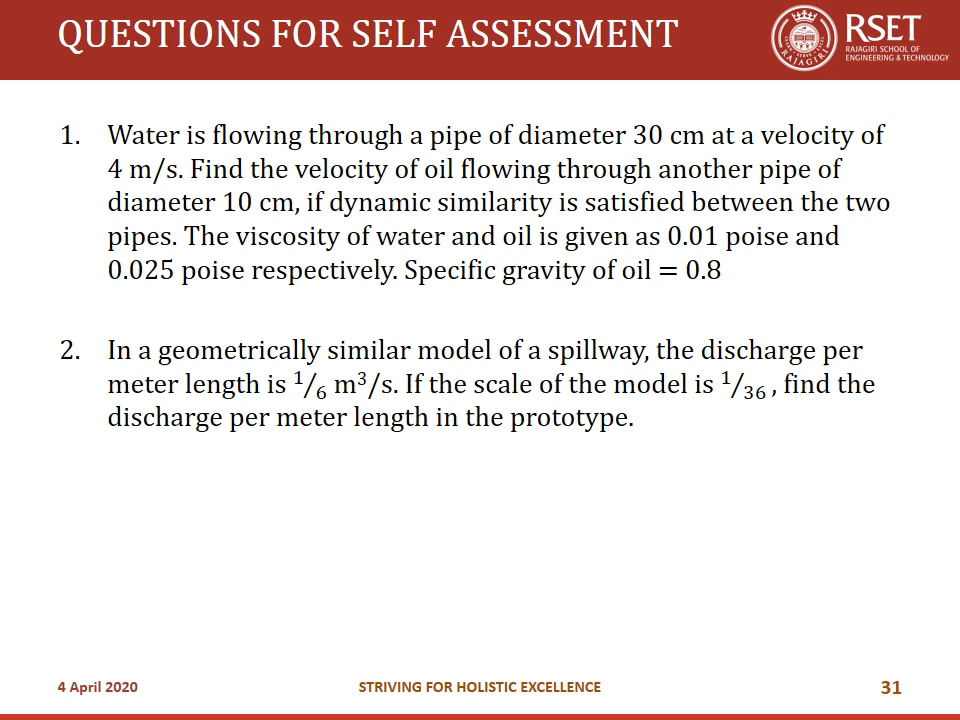 QUESTIONS FOR SELF ASSESSMENT
RSET
RAJAGIRI SCHOOL OF
ENGINEERING & TECHNOLOGY
RAJAGIRI
1. Water is flowing through a pipe of diameter 30 cm at a velocity of
4 m/s. Find the velocity of oil flowing through another pipe of
diameter 10 cm, if dynamic similarity is satisfied between the two
pipes. The viscosity of water and oil is given as 0.01 poise and
0.025 poise respectively. Specific gravity of oil = 0.8
2. In a geometrically similar model of a spillway, the discharge per
meter length is 1/6 m³/s. If the scale of the model is 1/36 , find the
discharge per meter length in the prototype.
4 April 2020
STRIVING FOR HOLISTIC EXCELLENCE
31